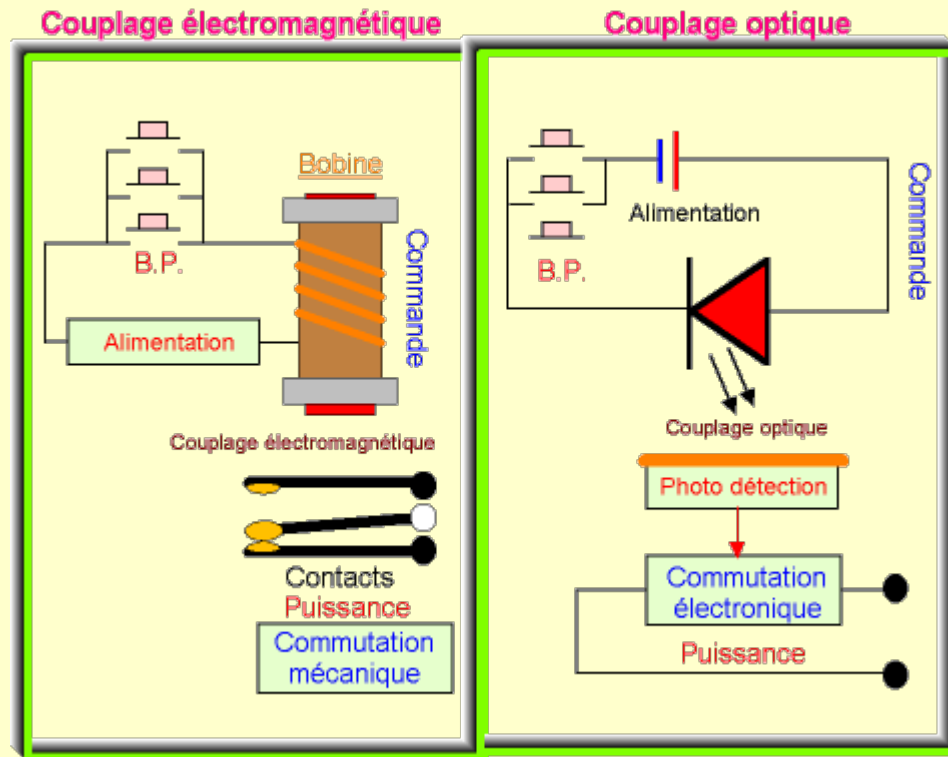 Couplage électromagnétique
Bobine
B.P.
Commande
Alimentation
Couplage électromagnétique
Contacts
Puissance
Commutation
mécanique
Couplage optique
Alimentation
B.P.
Commande
Couplage optique
Photo détection
Commutation
électronique
Puissance